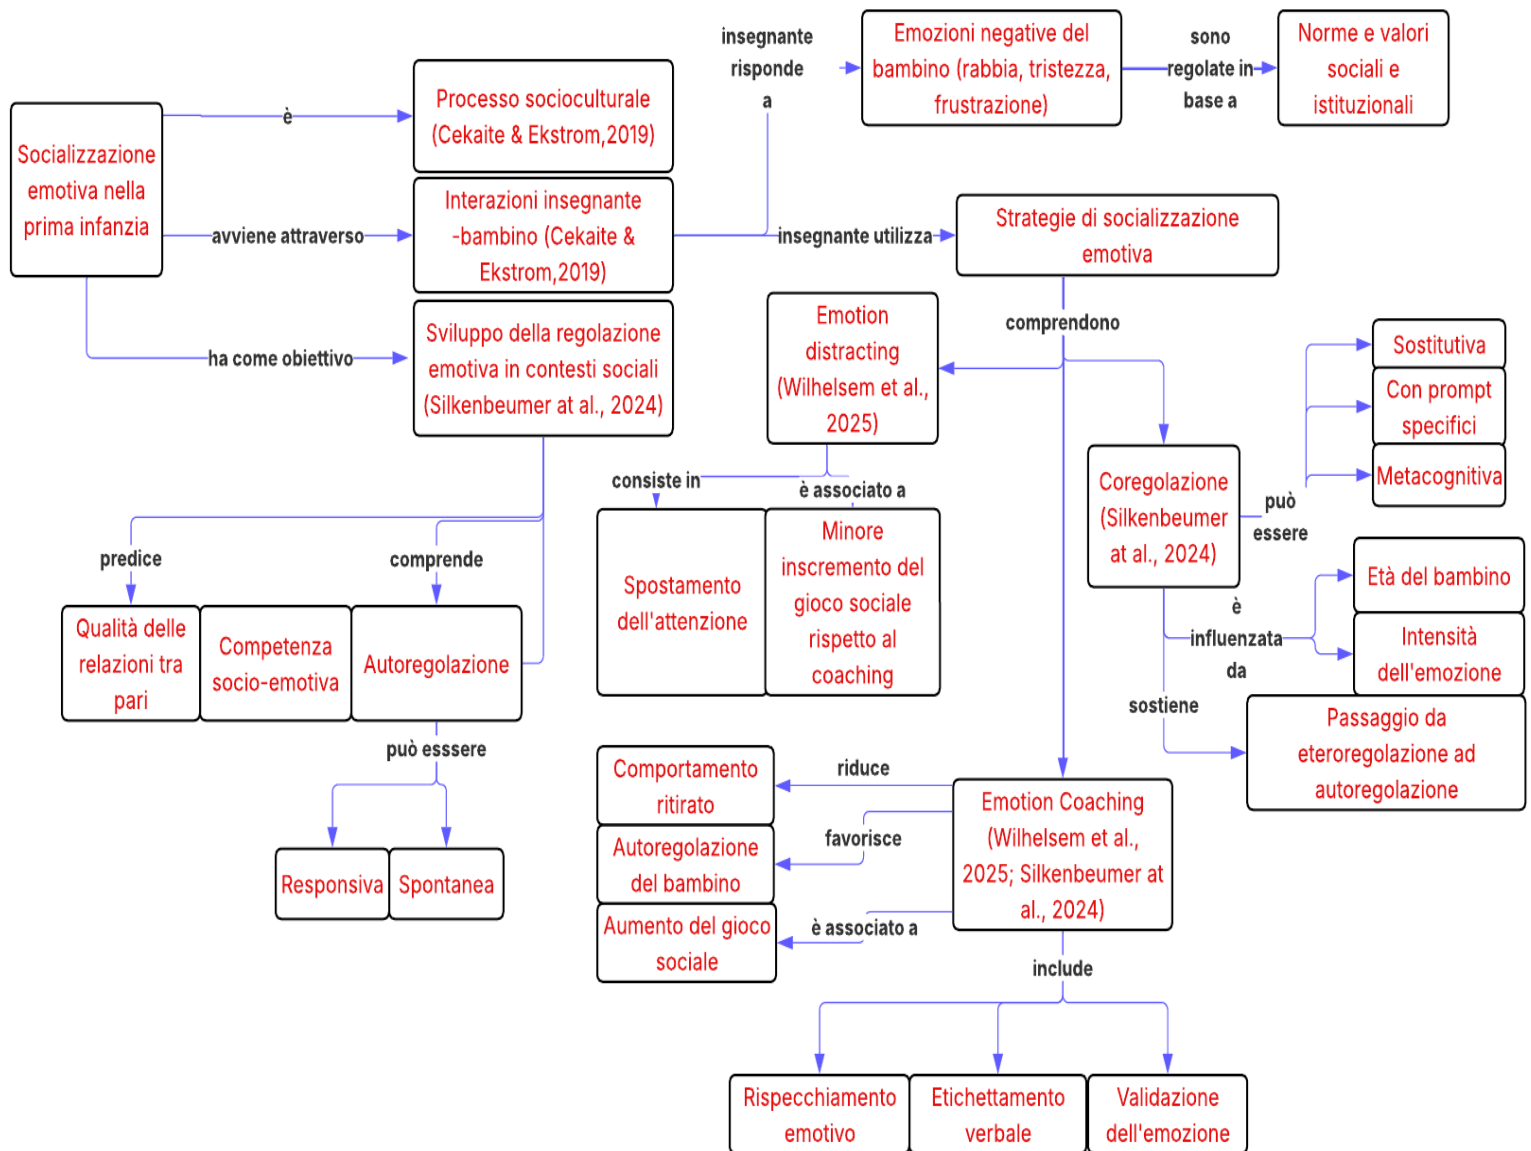 insegnante
risponde
a
Emozioni negative del
bambino (rabbia, tristezza,
frustrazione)
sono
regolate in
base a
Norme e valori
sociali e
istituzionali
Socializzazione
emotiva nella
prima infanzia
è
Processo socioculturale
(Cekaite & Ekstrom,2019)
avviene attraverso
Interazioni insegnante
-bambino (Cekaite &
Ekstrom,2019)
insegnante utilizza
Strategie di socializzazione
emotiva
ha come obiettivo
Sviluppo della regolazione
emotiva in contesti sociali
(Silkenbeumer at al., 2024)
comprendono
Emotion
distracting
(Wilhelsem et al.,
2025)
consiste in
è associato a
Spostamento
dell'attenzione
Minore
inscremento del
gioco sociale
rispetto al
coaching
Coregolazione
(Silkenbeumer
at al., 2024)
può
essere
Sostitutiva
Con prompt
specifici
Metacognitiva
è
influenzata
da
Età del bambino
Intensità
dell'emozione
sostiene
Passaggio da
eteroregolazione ad
autoregolazione
predice
comprende
Qualità delle
relazioni tra
pari
Competenza
socio-emotiva
Autoregolazione
può esssere
Responsiva
Spontanea
Comportamento
ritirato
riduce
Autoregolazione
del bambino
favorisce
Aumento del gioco
sociale
è associato a
Emotion Coaching
(Wilhelsem et al.,
2025; Silkenbeumer at
al., 2024)
include
Rispecchiamento
emotivo
Etichettamento
verbale
Validazione
dell'emozione